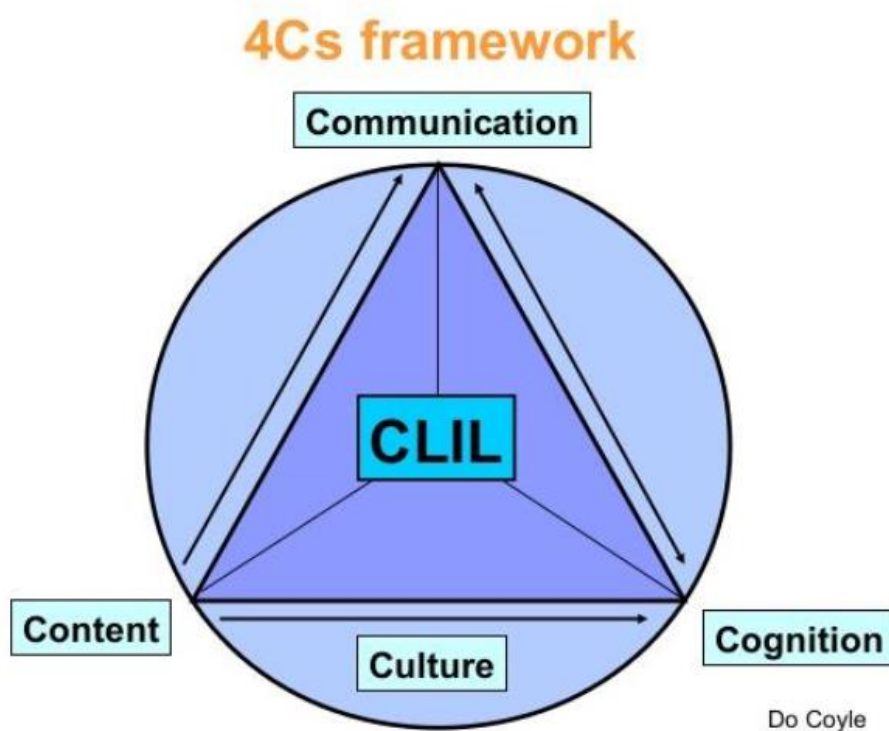 4Cs framework
Communication
CLIL
Content
Culture
Cognition
Do Coyle